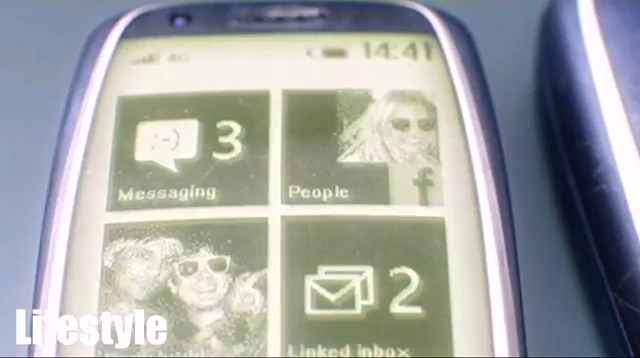 4G 14:41
:-) 3
Messaging
People
f
2
Linked inbox
Lifestyle